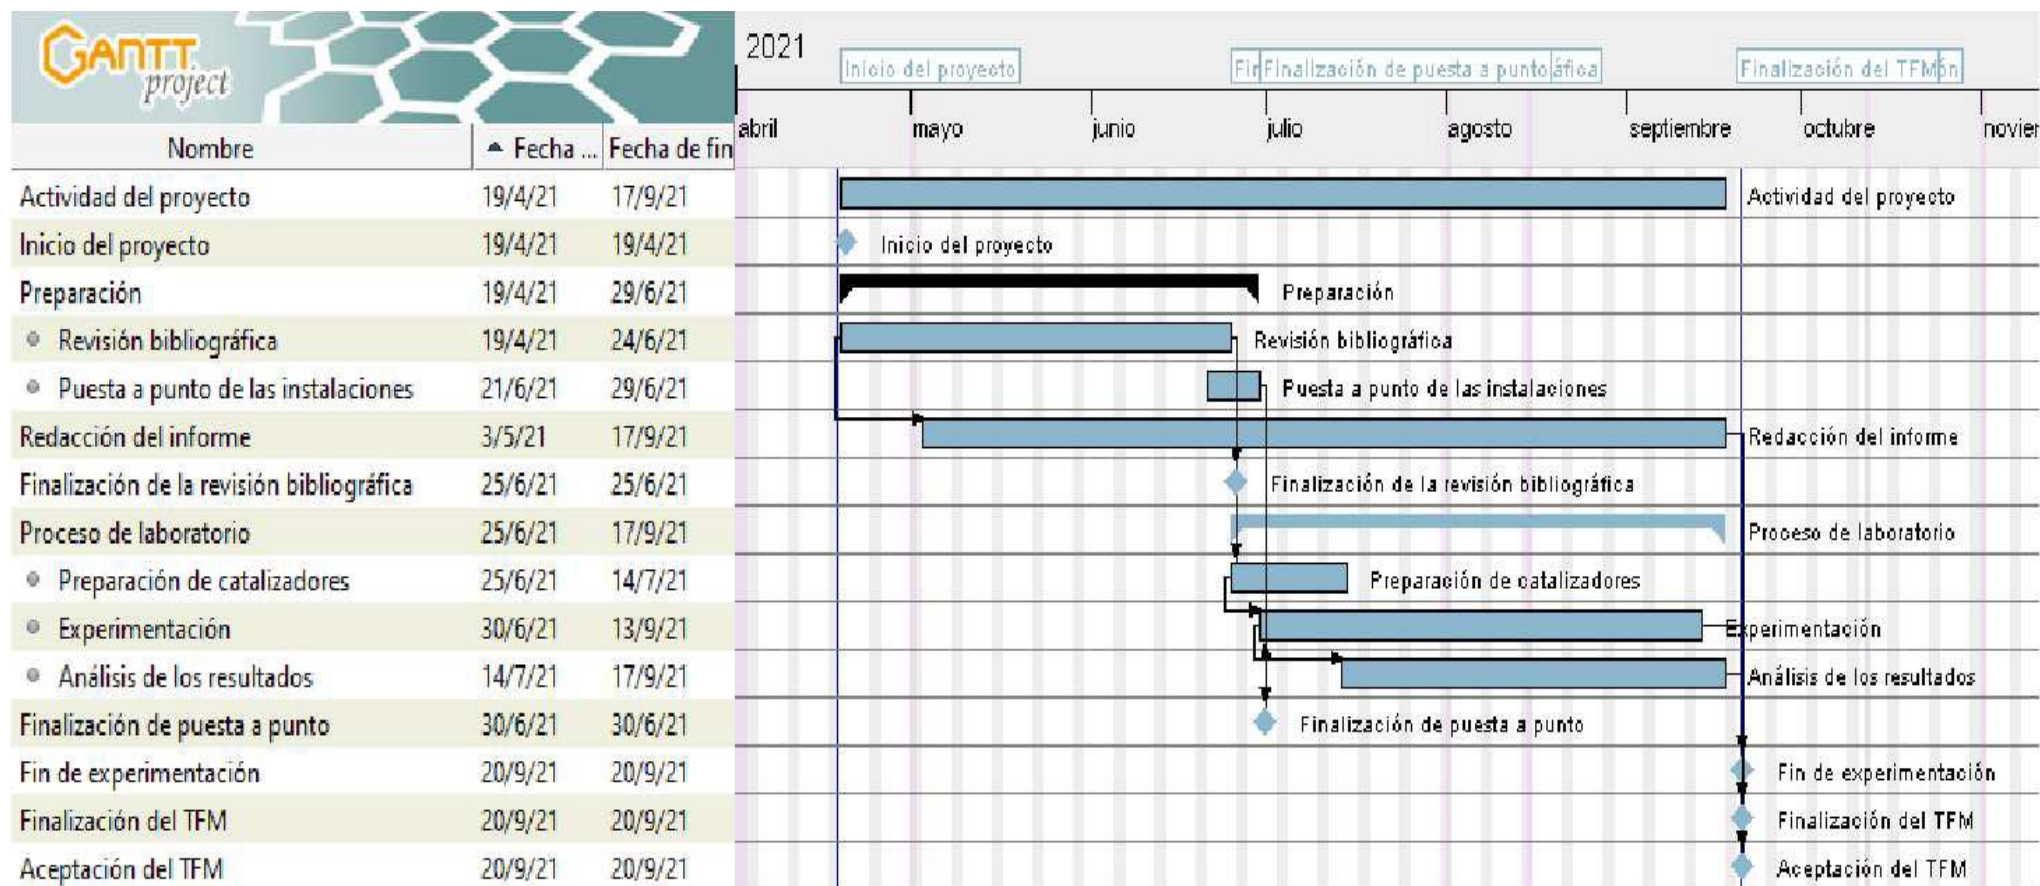 GANTT
project
2021
Inicio del proyecto
Finalización de puesta a punto
áfica
Finalización del TFM
ón
Nombre Fecha ... Fecha de fin
abril mayo junio julio agosto septiembre octubre
Actividad del proyecto 19/4/21 17/9/21 Actividad del proyecto
Inicio del proyecto 19/4/21 19/4/21 Inicio del proyecto
Preparación 19/4/21 29/6/21 Preparación
Revisión bibliográfica 19/4/21 24/6/21 Revisión bibliográfica
Puesta a punto de las instalaciones 21/6/21 29/6/21 Puesta a punto de las instalaciones
Redacción del informe 3/5/21 17/9/21 Redacción del informe
Finalización de la revisión bibliográfica 25/6/21 25/6/21 Finalización de la revisión bibliográfica
Proceso de laboratorio 25/6/21 17/9/21 Proceso de laboratorio
Preparación de catalizadores 25/6/21 14/7/21 Preparación de catalizadores
Experimentación 30/6/21 13/9/21 Experimentación
Análisis de los resultados 14/7/21 17/9/21 Análisis de los resultados
Finalización de puesta a punto 30/6/21 30/6/21 Finalización de puesta a punto
Fin de experimentación 20/9/21 20/9/21 Fin de experimentación
Finalización del TFM 20/9/21 20/9/21 Finalización del TFM
Aceptación del TFM 20/9/21 20/9/21 Aceptación del TFM